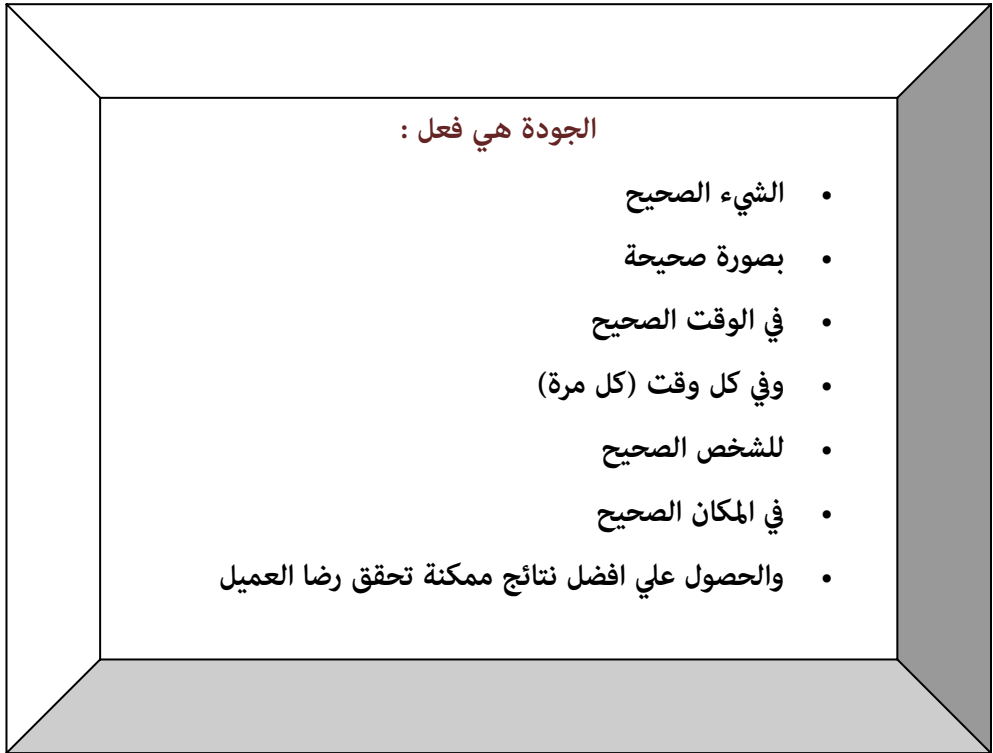 الجودة هي فعل :
• الشيء الصحيح
• بصورة صحيحة
• في الوقت الصحيح
• وفي كل وقت (كل مرة)
• للشخص الصحيح
• في المكان الصحيح
• والحصول علي افضل نتائج ممكنة تحقق رضا العميل